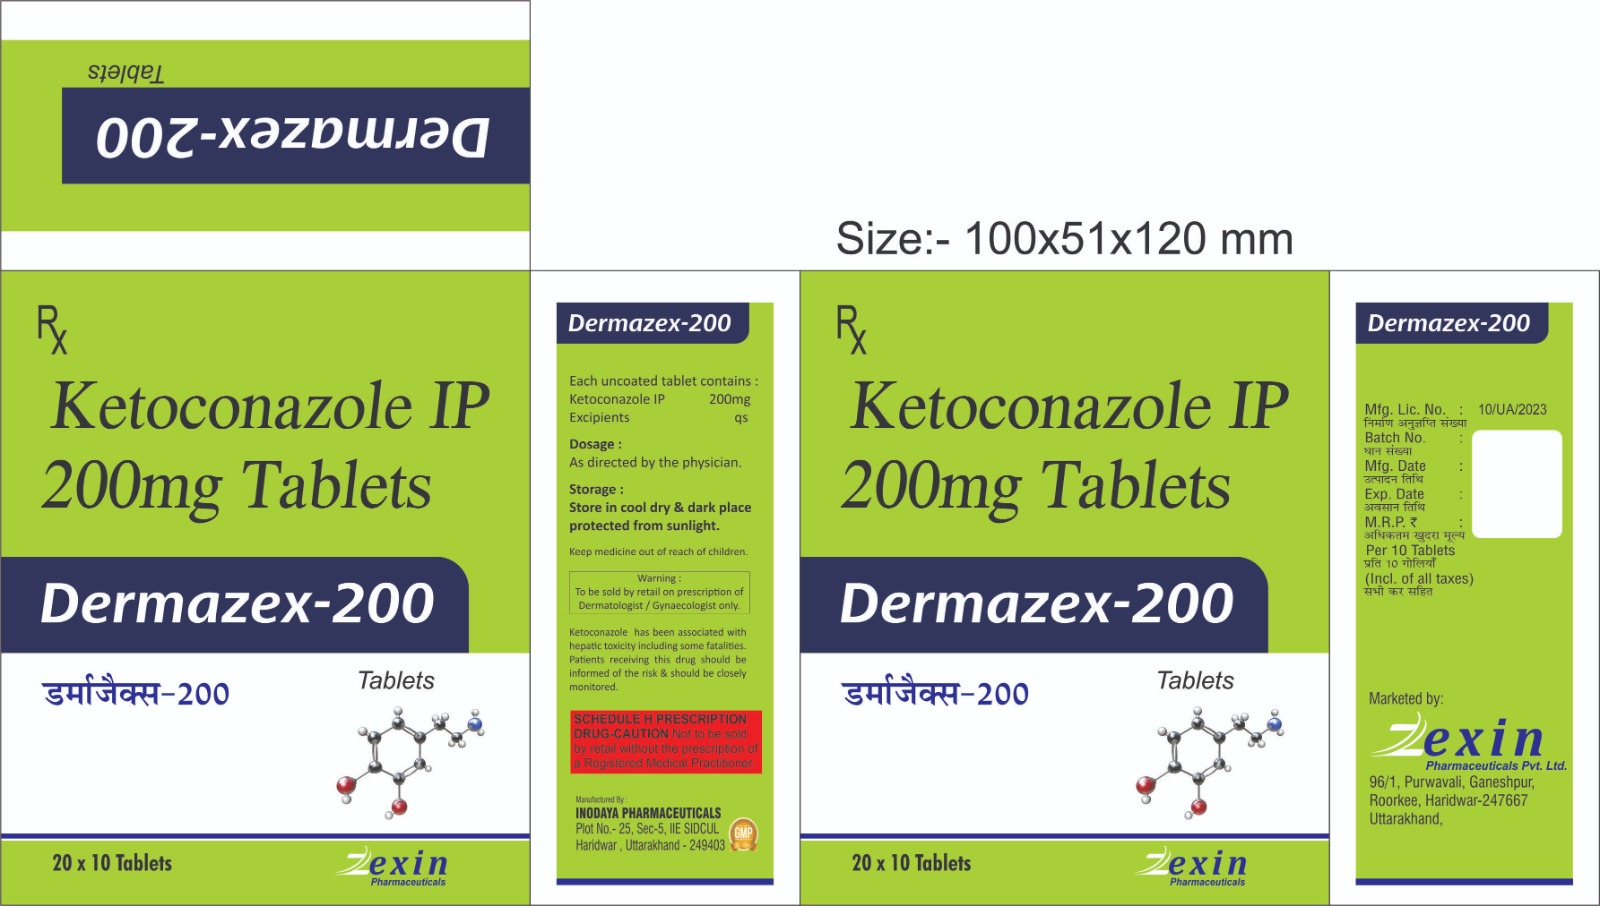 Tablets
Dermazex-200
Size:- 100x51x120 mm
Rx
Ketoconazole IP
200mg Tablets
Dermazex-200
डर्माजैक्स-200
Tablets
20 x 10 Tablets
Zexin
Pharmaceuticals
Dermazex-200
Each uncoated tablet contains :
Ketoconazole IP 200mg
Excipients qs
Dosage :
As directed by the physician.
Storage :
Store in cool dry & dark place
protected from sunlight.
Keep medicine out of reach of children.
Warning :
To be sold by retail on prescription of
Dermatologist / Gynaecologist only.
Ketoconazole has been associated with
hepatic toxicity including some fatalities.
Patients receiving this drug should be
informed of the risk & should be closely
monitored.
SCHEDULE H PRESCRIPTION
DRUG-CAUTION Not to be sold
by retail without the prescription of
a Registered Medical Practitioner
Manufactured By :
INODAYA PHARMACEUTICALS
Plot No.- 25, Sec-5, IIE SIDCUL
Haridwar , Uttarakhand - 249403
GMP
Rx
Ketoconazole IP
200mg Tablets
Dermazex-200
डर्माजैक्स-200
Tablets
20 x 10 Tablets
Zexin
Pharmaceuticals
Dermazex-200
Mfg. Lic. No. : 10/UA/2023
निर्माण अनुज्ञप्ति संख्या
Batch No. :
घान संख्या
Mfg. Date :
उत्पादन तिथि
Exp. Date :
अवसान तिथि
M.R.P. ₹ :
अधिकतम खुदरा मूल्य
Per 10 Tablets
प्रति 10 गोलियाँ
(Incl. of all taxes)
सभी कर सहित
Marketed by:
Zexin
Pharmaceuticals Pvt. Ltd.
96/1, Purwavali, Ganeshpur,
Roorkee, Haridwar-247667
Uttarakhand,